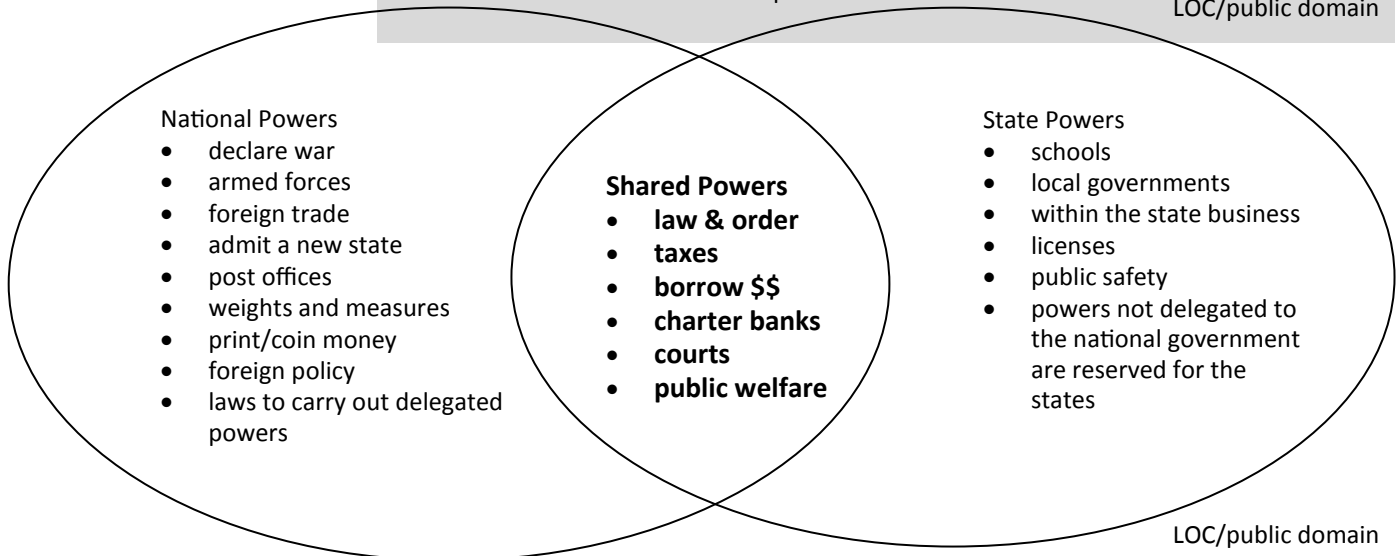 LOC/public domain
National Powers
• declare war
• armed forces
• foreign trade
• admit a new state
• post offices
• weights and measures
• print/coin money
• foreign policy
• laws to carry out delegated
powers
Shared Powers
• law & order
• taxes
• borrow $$
• charter banks
• courts
• public welfare
State Powers
• schools
• local governments
• within the state business
• licenses
• public safety
• powers not delegated to
the national government
are reserved for the
states
LOC/public domain